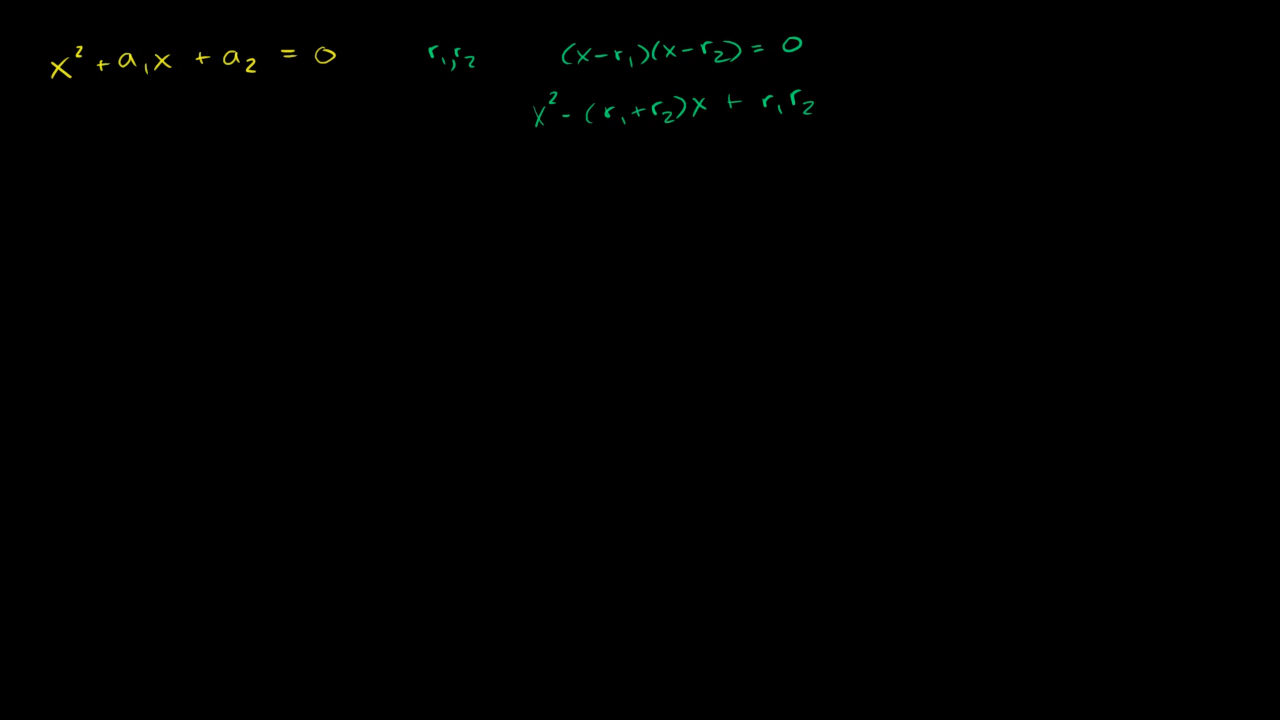 x² + a₁x + a₂ = 0 r₁, r₂ (x-r₁)(x-r₂) = 0
x² - (r₁+r₂)x + r₁r₂